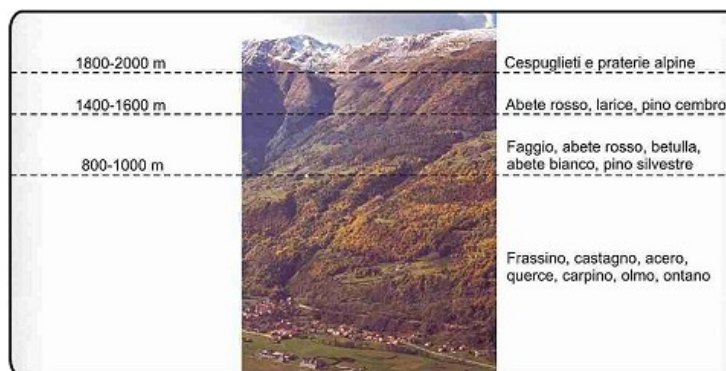 1800-2000 m
Cespuglieti e praterie alpine
1400-1600 m
Abete rosso, larice, pino cembro
800-1000 m
Faggio, abete rosso, betulla,
abete bianco, pino silvestre
Frassino, castagno, acero,
querce, carpino, olmo, ontano